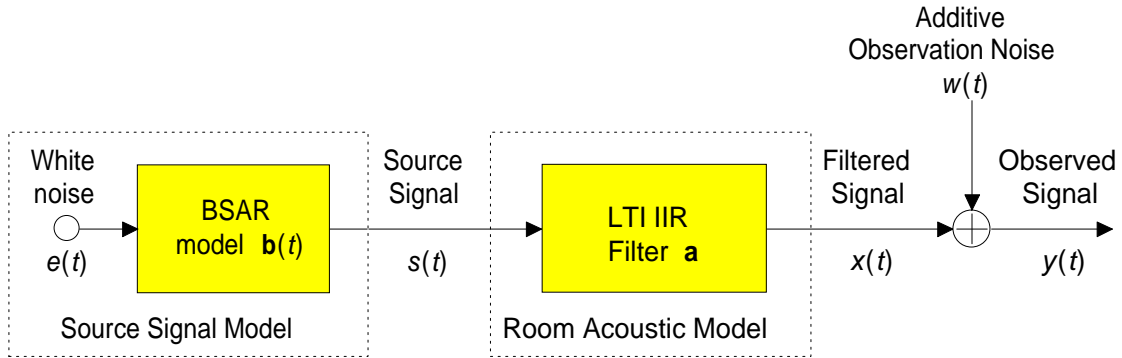 Additive
Observation Noise
w(t)
White
noise
e(t)
BSAR
model b(t)
Source
Signal
s(t)
LTI IIR
Filter a
Filtered
Signal
x(t)
Observed
Signal
y(t)
Source Signal Model
Room Acoustic Model